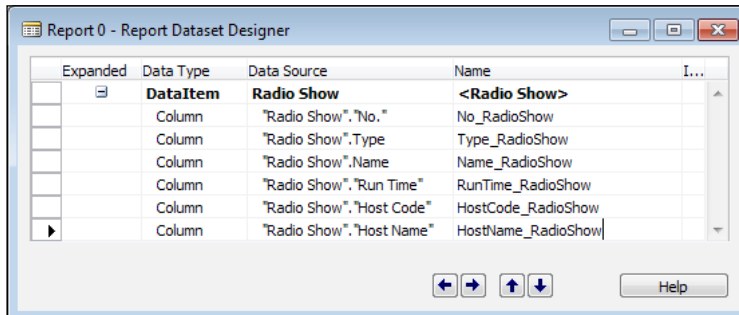 Report 0 - Report Dataset Designer
Expanded Data Type Data Source Name I...
DataItem Radio Show <Radio Show>
Column "Radio Show"."No." No_RadioShow
Column "Radio Show".Type Type_RadioShow
Column "Radio Show".Name Name_RadioShow
Column "Radio Show"."Run Time" RunTime_RadioShow
Column "Radio Show"."Host Code" HostCode_RadioShow
Column "Radio Show"."Host Name" HostName_RadioShow
Help